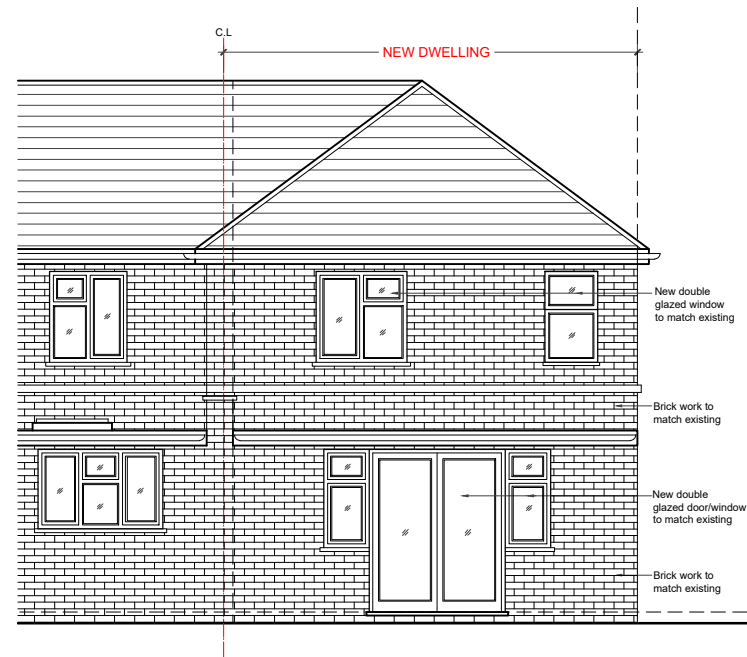 C.L
NEW DWELLING
New double
glazed window
to match existing
Brick work to
match existing
New double
glazed door/window
to match existing
Brick work to
match existing